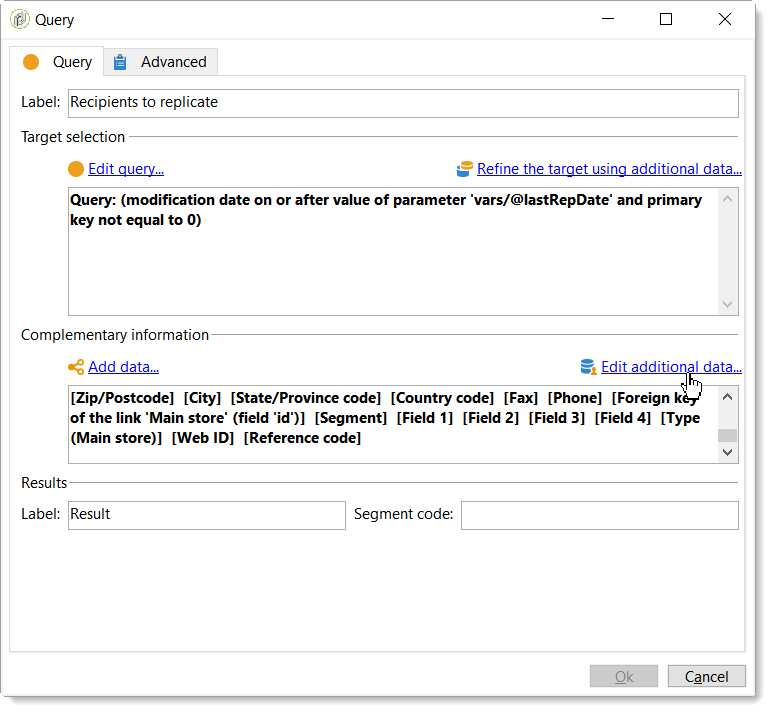 Query
Query Advanced
Label: Recipients to replicate
Target selection
Edit query... Refine the target using additional data...
Query: (modification date on or after value of parameter 'vars/@lastRepDate' and primary
key not equal to 0)
Complementary information
Add data... Edit additional data...
[Zip/Postcode] [City] [State/Province code] [Country code] [Fax] [Phone] [Foreign key
of the link 'Main store' (field 'id')] [Segment] [Field 1] [Field 2] [Field 3] [Field 4] [Type
(Main store)] [Web ID] [Reference code]
Results
Label: Result Segment code:
Ok Cancel